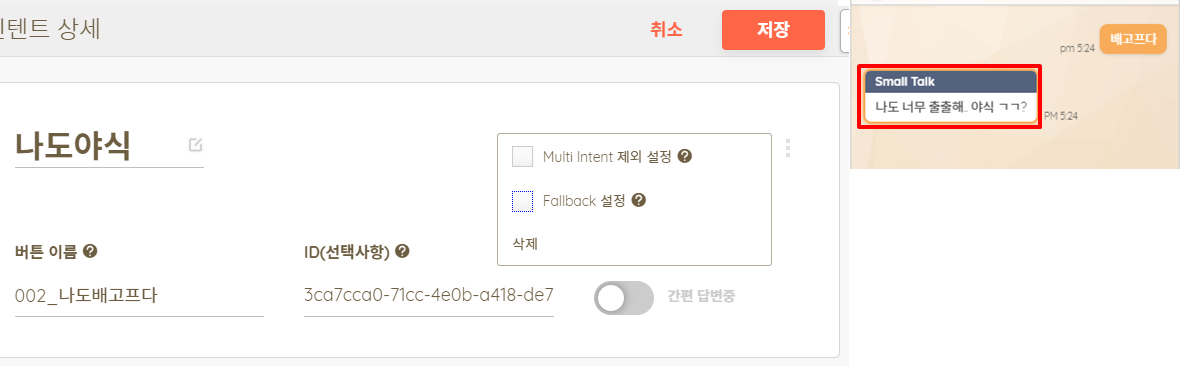 텐트 상세
취소
저장
나도야식
Multi Intent 제외 설정 ?
Fallback 설정 ?
삭제
버튼 이름 ?
ID(선택사항) ?
002_나도배고프다
3ca7cca0-71cc-4e0b-a418-de7
간편 답변중
pm 5:24
배고프다
Small Talk
나도 너무 출출해.. 야식 ㄱㄱ?
PM 5:24